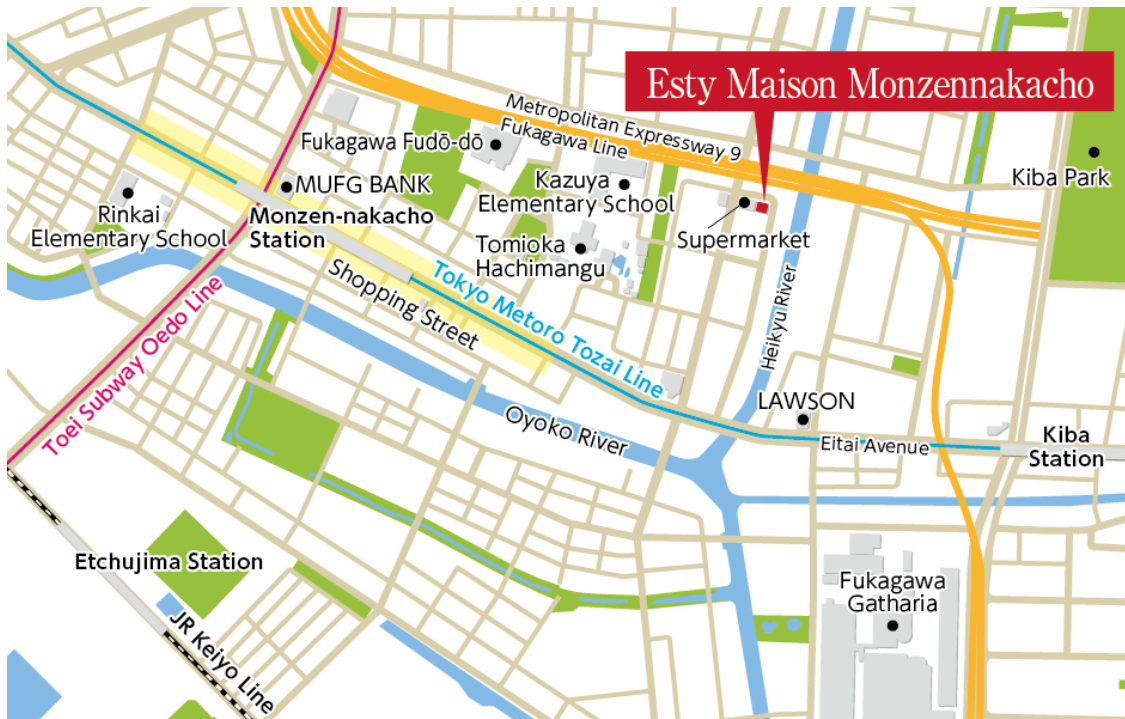 Esty Maison Monzennakacho
Metropolitan Expressway 9
Fukagawa Line
Fukagawa Fudō-dō
Kiba Park
MUFG BANK
Kazuya
Elementary School
Rinkai
Elementary School
Monzen-nakacho
Station
Supermarket
Tomioka
Hachimangu
Shopping Street
Tokyo Metoro Tozai Line
Heikyu River
Toei Subway Oedo Line
LAWSON
Oyoko River
Eitai Avenue
Kiba
Station
Etchujima Station
Fukagawa
Gatharia
JR Keiyo Line